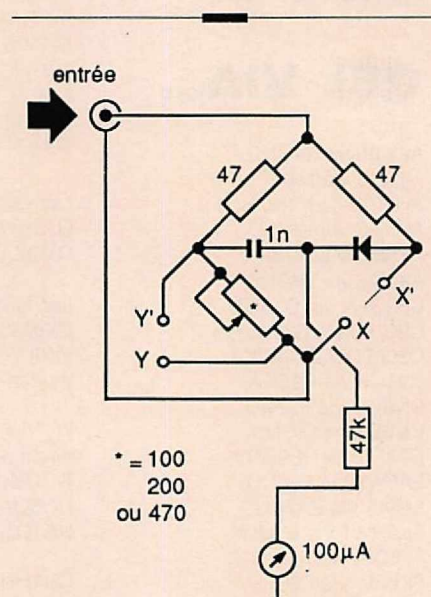 entrée
47
47
1n
Y'
X'
*
X
Y
47k
* = 100
200
ou 470
100µA